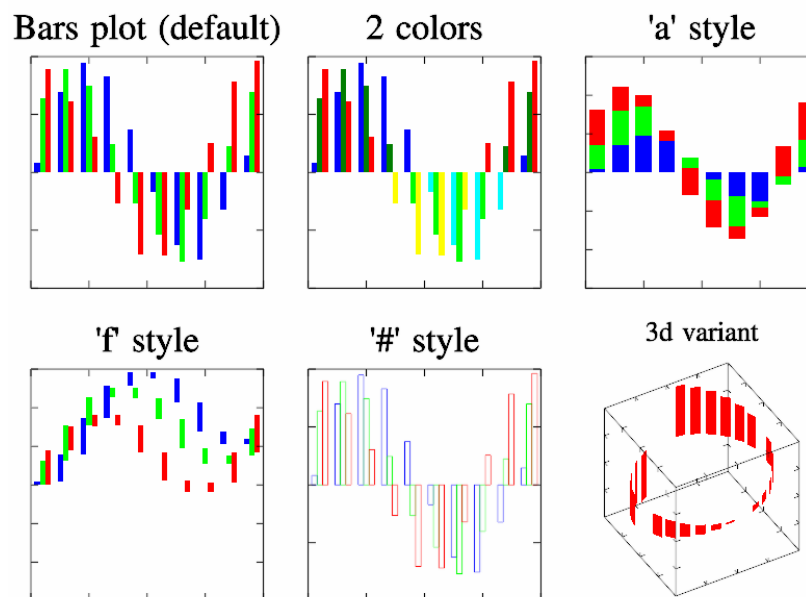 Bars plot (default)
2 colors
'a' style
'f' style
'#' style
3d variant